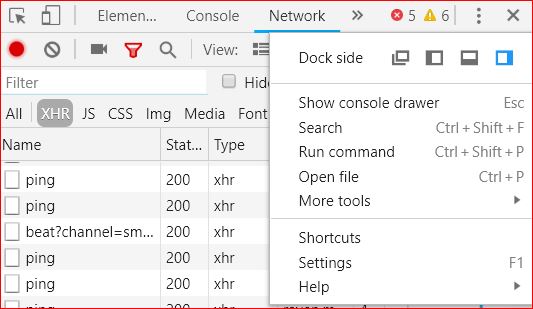 Elemen... Console Network » 5 6
View: Dock side
Filter Hide
Show console drawer Esc
All XHR JS CSS Img Media Font Search Ctrl + Shift + F
Name Stat... Type Run command Ctrl + Shift + P
ping 200 xhr Open file Ctrl + P
ping 200 xhr More tools
beat?channel=sm... 200 xhr Shortcuts
ping 200 xhr Settings F1
ping 200 xhr Help
ping 200 xhr